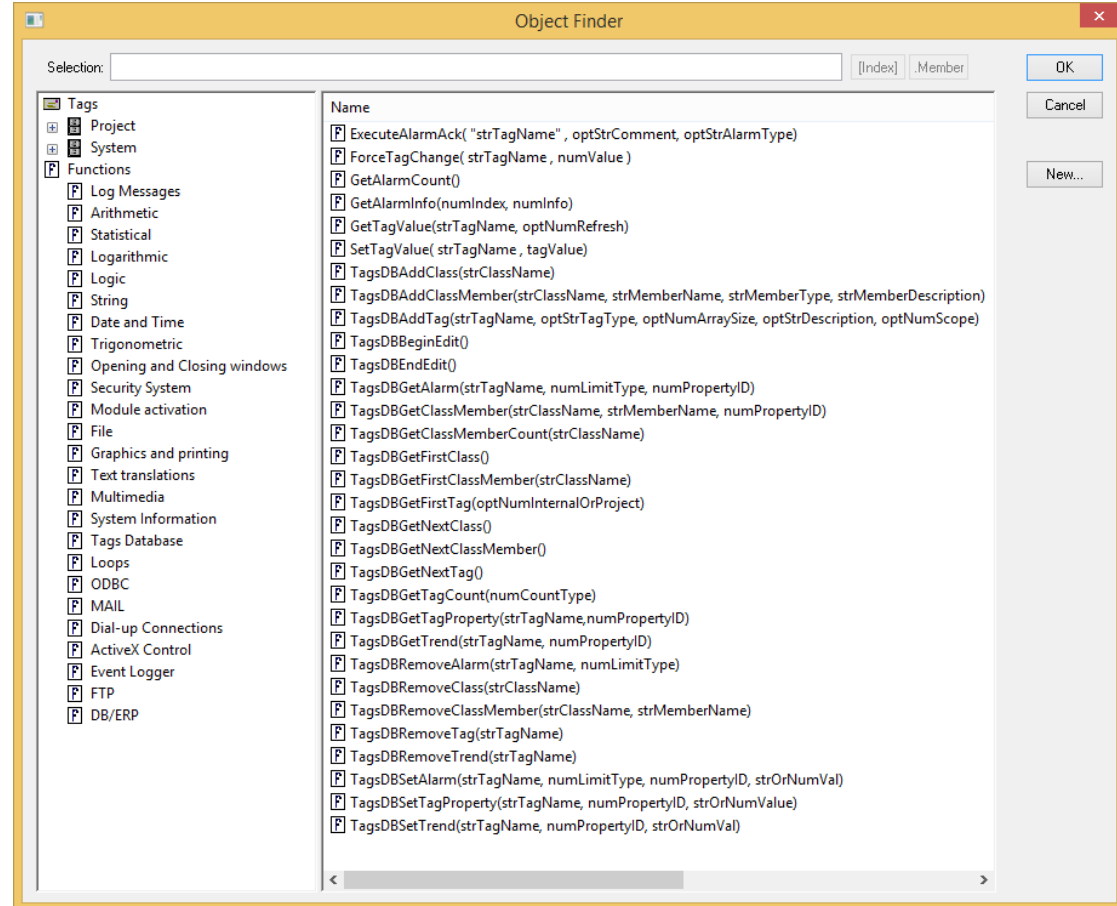 Object Finder
Selection: [Index] .Member OK
Cancel
New...
Tags
Project
System
Functions
Log Messages
Arithmetic
Statistical
Logarithmic
Logic
String
Date and Time
Trigonometric
Opening and Closing windows
Security System
Module activation
File
Graphics and printing
Text translations
Multimedia
System Information
Tags Database
Loops
ODBC
MAIL
Dial-up Connections
ActiveX Control
Event Logger
FTP
DB/ERP
Name
ExecuteAlarmAck( "strTagName" , optStrComment, optStrAlarmType)
ForceTagChange( strTagName , numValue )
GetAlarmCount()
GetAlarmInfo(numIndex, numInfo)
GetTagValue(strTagName, optNumRefresh)
SetTagValue( strTagName , tagValue)
TagsDBAddClass(strClassName)
TagsDBAddClassMember(strClassName, strMemberName, strMemberType, strMemberDescription)
TagsDBAddTag(strTagName, optStrTagType, optNumArraySize, optStrDescription, optNumScope)
TagsDBBeginEdit()
TagsDBEndEdit()
TagsDBGetAlarm(strTagName, numLimitType, numPropertyID)
TagsDBGetClassMember(strClassName, strMemberName, numPropertyID)
TagsDBGetClassMemberCount(strClassName)
TagsDBGetFirstClass()
TagsDBGetFirstClassMember(strClassName)
TagsDBGetFirstTag(optNumInternalOrProject)
TagsDBGetNextClass()
TagsDBGetNextClassMember()
TagsDBGetNextTag()
TagsDBGetTagCount(numCountType)
TagsDBGetTagProperty(strTagName,numPropertyID)
TagsDBGetTrend(strTagName, numPropertyID)
TagsDBRemoveAlarm(strTagName, numLimitType)
TagsDBRemoveClass(strClassName)
TagsDBRemoveClassMember(strClassName, strMemberName)
TagsDBRemoveTag(strTagName)
TagsDBRemoveTrend(strTagName)
TagsDBSetAlarm(strTagName, numLimitType, numPropertyID, strOrNumVal)
TagsDBSetTagProperty(strTagName, numPropertyID, strOrNumValue)
TagsDBSetTrend(strTagName, numPropertyID, strOrNumVal)